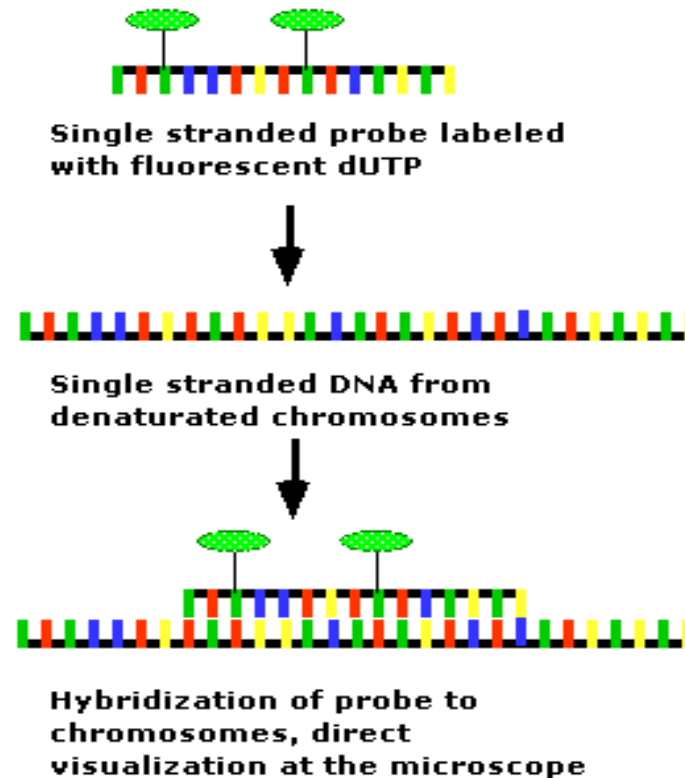 Single stranded probe labeled
with fluorescent dUTP
Single stranded DNA from
denaturated chromosomes
Hybridization of probe to
chromosomes, direct
visualization at the microscope